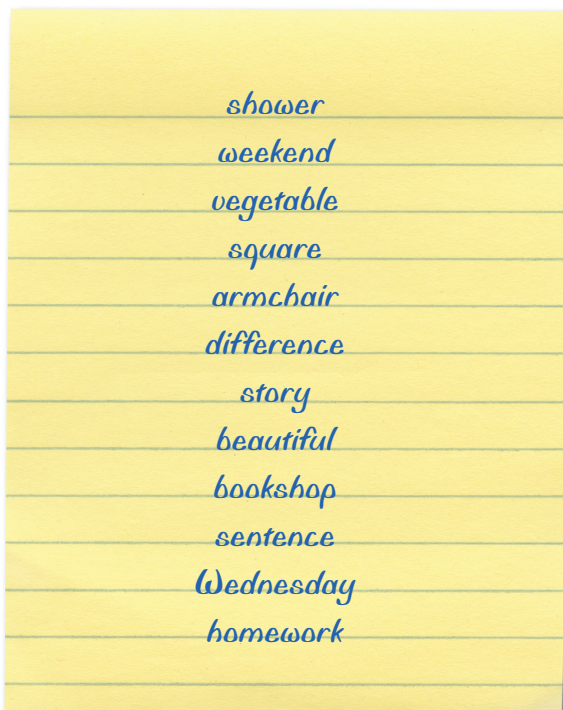 shower
weekend
vegetable
square
armchair
difference
story
beautiful
bookshop
sentence
Wednesday
homework